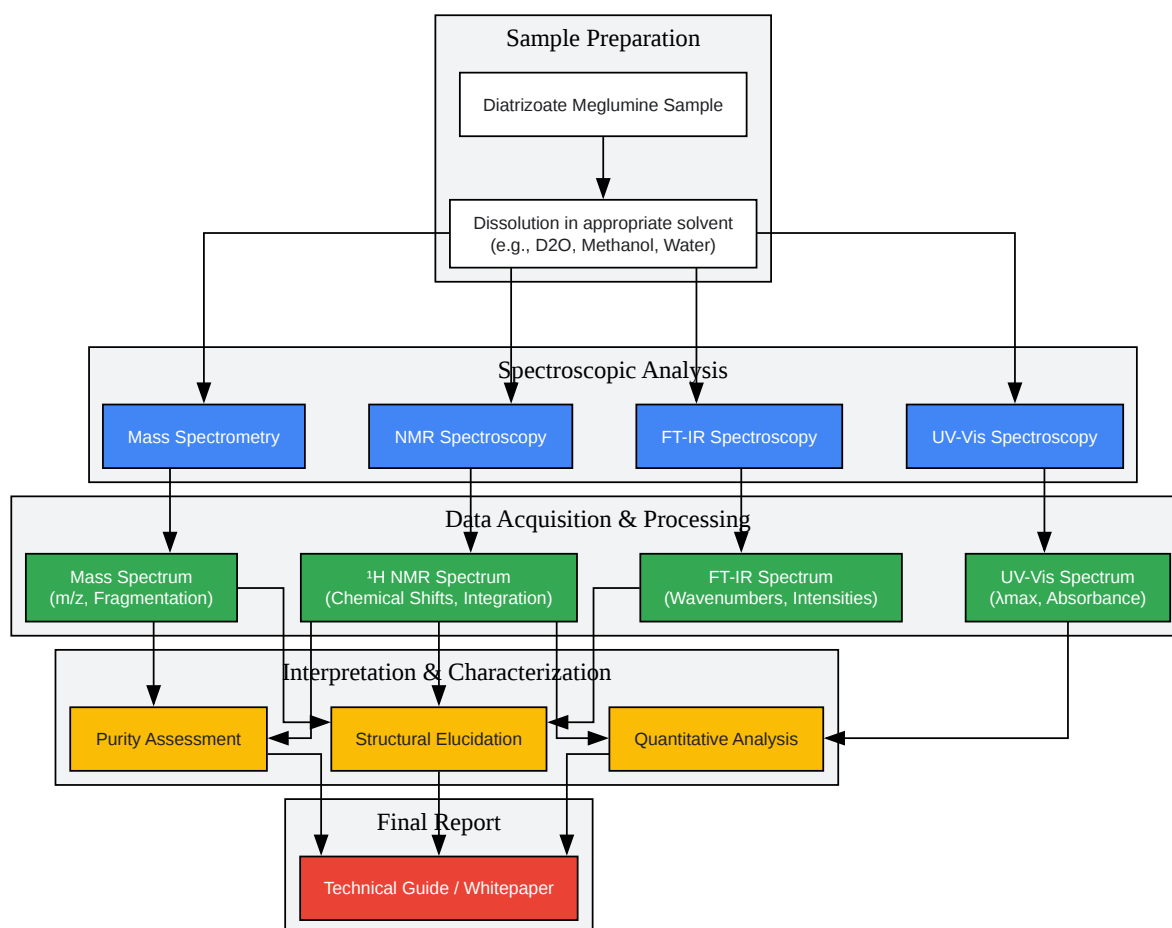 Sample Preparation
Diatrizoate Meglumine Sample
Dissolution in appropriate solvent
(e.g., D2O, Methanol, Water)
Spectroscopic Analysis
Mass Spectrometry
NMR Spectroscopy
FT-IR Spectroscopy
UV-Vis Spectroscopy
Data Acquisition & Processing
Mass Spectrum
(m/z, Fragmentation)
¹H NMR Spectrum
(Chemical Shifts, Integration)
FT-IR Spectrum
(Wavenumbers, Intensities)
UV-Vis Spectrum
(λmax, Absorbance)
Interpretation & Characterization
Purity Assessment
Structural Elucidation
Quantitative Analysis
Final Report
Technical Guide / Whitepaper